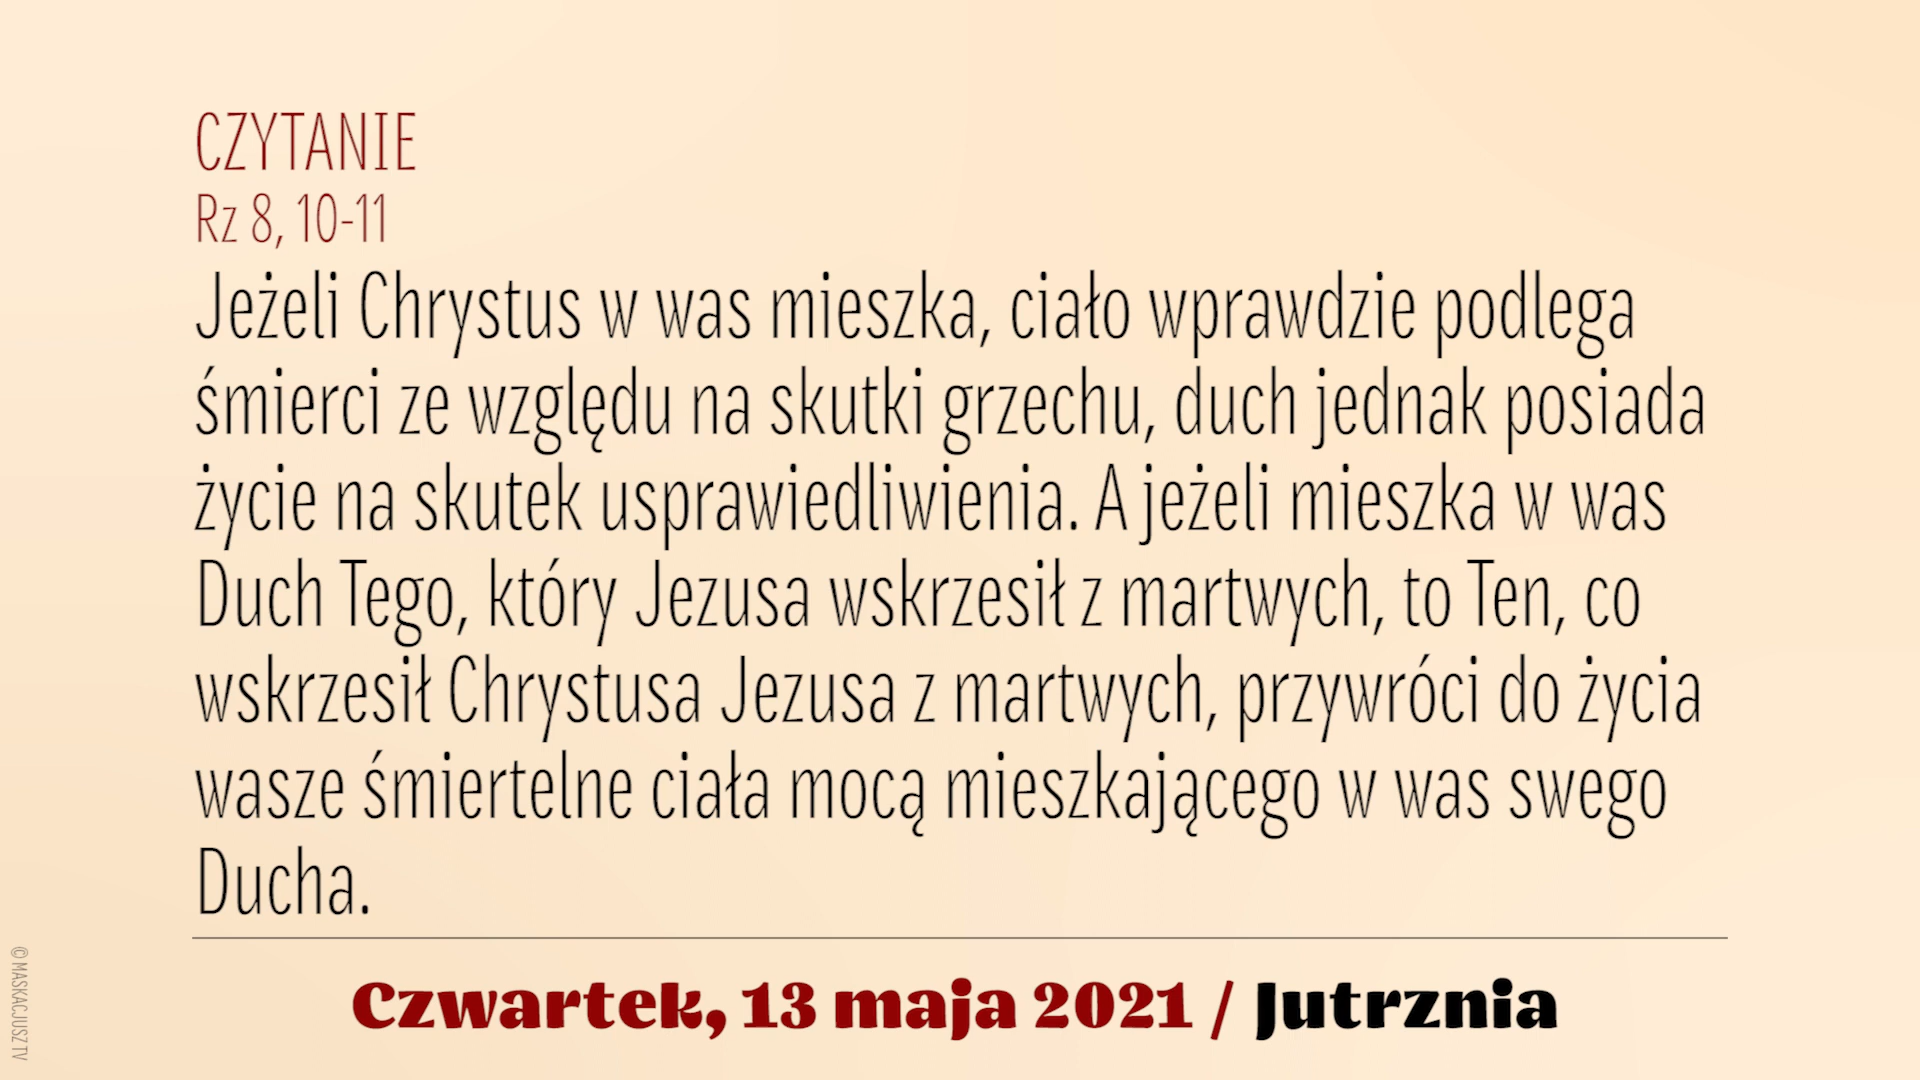 CZYTANIE
Rz 8, 10-11
Jeżeli Chrystus w was mieszka, ciało wprawdzie podlega
śmierci ze względu na skutki grzechu, duch jednak posiada
życie na skutek usprawiedliwienia. A jeżeli mieszka w was
Duch Tego, który Jezusa wskrzesił z martwych, to Ten, co
wskrzesił Chrystusa Jezusa z martwych, przywróci do życia
wasze śmiertelne ciała mocą mieszkającego w was swego
Ducha.
Czwartek, 13 maja 2021 / Jutrznia
© MASKACJUSZ TV